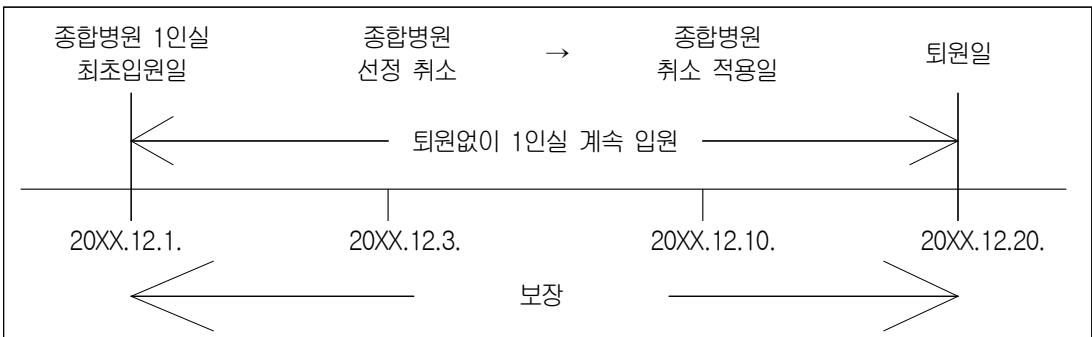 종합병원 1인실 종합병원 → 종합병원 퇴원일
최초입원일 선정 취소 취소 적용일
퇴원없이 1인실 계속 입원
20XX.12.1. 20XX.12.3. 20XX.12.10. 20XX.12.20.
보장